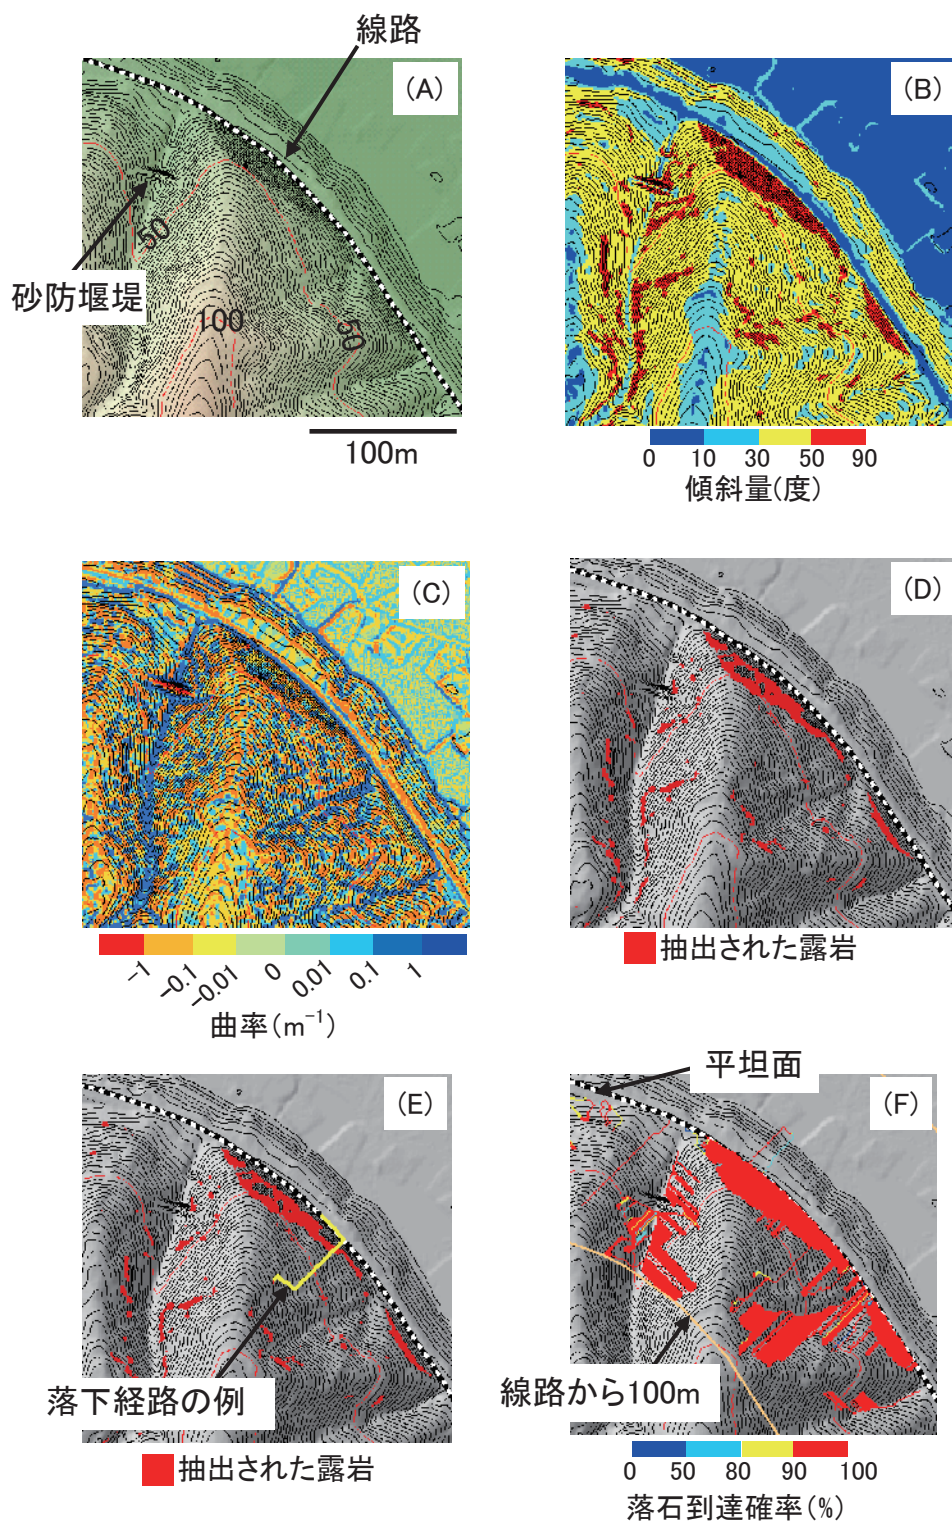 線路
(A)
(B)
50
砂防堰堤
100
50
100m
0 10 30 50 90
傾斜量(度)
(C)
(D)
-1 -0.1 -0.01 0 0.01 0.1 1
曲率(m⁻¹)
抽出された露岩
平坦面
(E)
(F)
落下経路の例
線路から100m
抽出された露岩
0 50 80 90 100
落石到達確率(%)